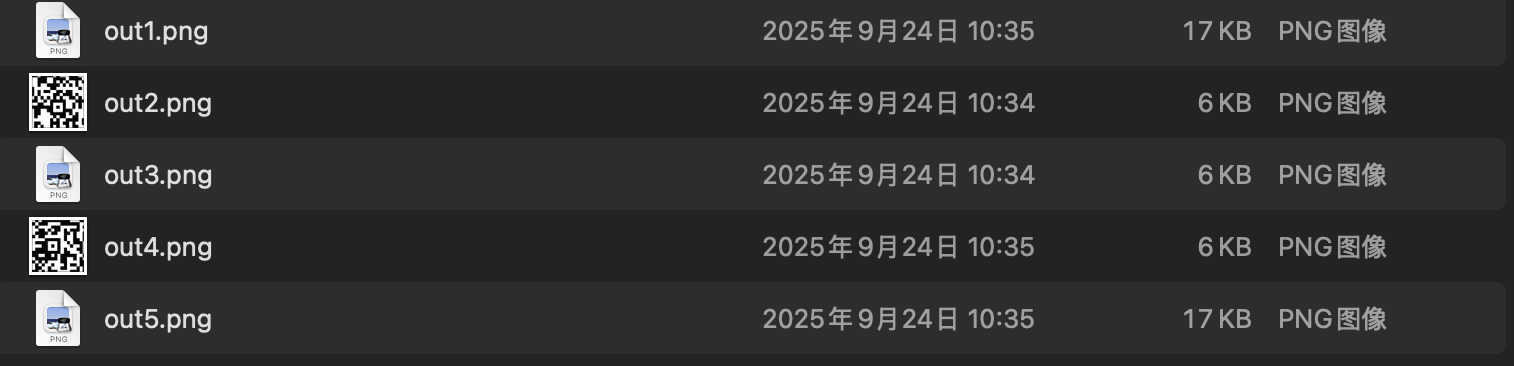 out1.png 2025年9月24日 10:35 17 KB PNG图像
PNG
out2.png 2025年9月24日 10:34 6 KB PNG图像
out3.png 2025年9月24日 10:34 6 KB PNG图像
PNG
out4.png 2025年9月24日 10:35 6 KB PNG图像
out5.png 2025年9月24日 10:35 17 KB PNG图像
PNG